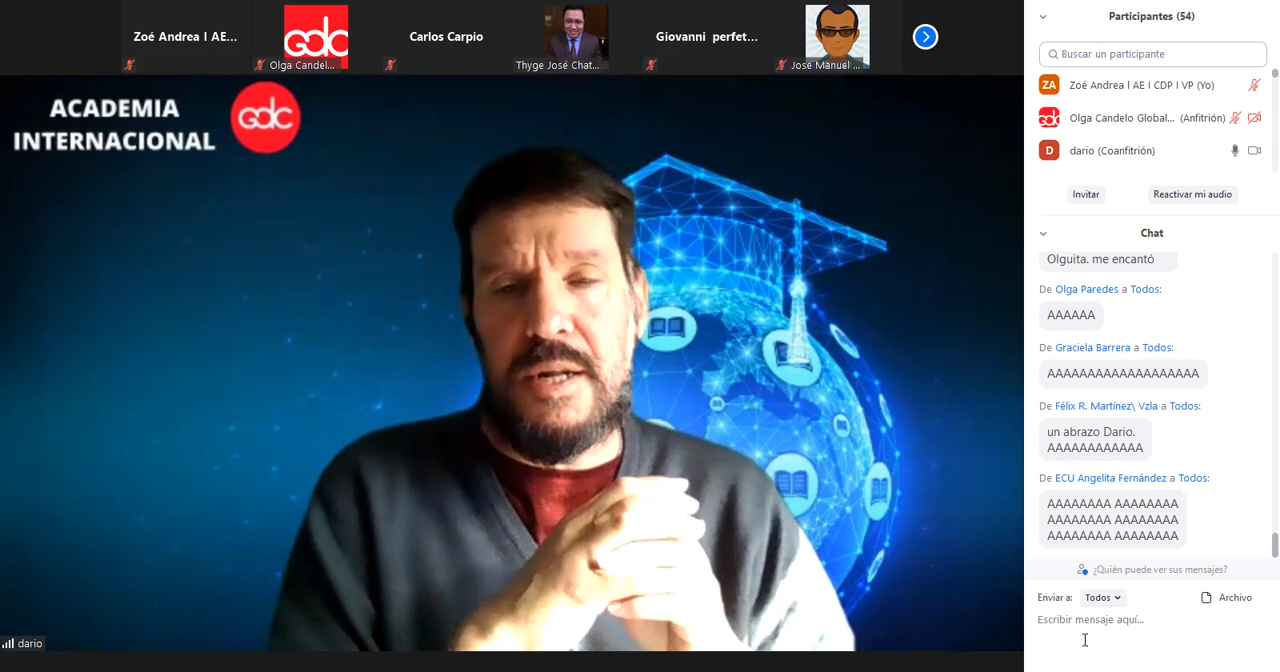 Zoé Andrea l AE...
Olga Candel...
Carlos Carpio
Thyge José Chat...
Giovanni perfet...
Jose Manuel ...
gdc
ACADEMIA
INTERNACIONAL
GDC
dario
Participantes (54)
Buscar un participante
ZA
Zoé Andrea l AE l CDP l VP (Yo)
gdc
Olga Candelo Global... (Anfitrión)
D
dario (Coanfitrión)
Invitar
Reactivar mi audio
Chat
Olguita. me encantó
De Olga Paredes a Todos:
AAAAAA
De Graciela Barrera a Todos:
AAAAAAAAAAAAAAAAAAA
De Félix R. Martínez\ Vzla a Todos:
un abrazo Dario.
AAAAAAAAAAAA
De ECU Angelita Fernández a Todos:
AAAAAAAA AAAAAAAA
AAAAAAAA AAAAAAAA
AAAAAAAA AAAAAAAA
¿Quién puede ver sus mensajes?
Enviar a: Todos
Archivo
Escribir mensaje aquí...